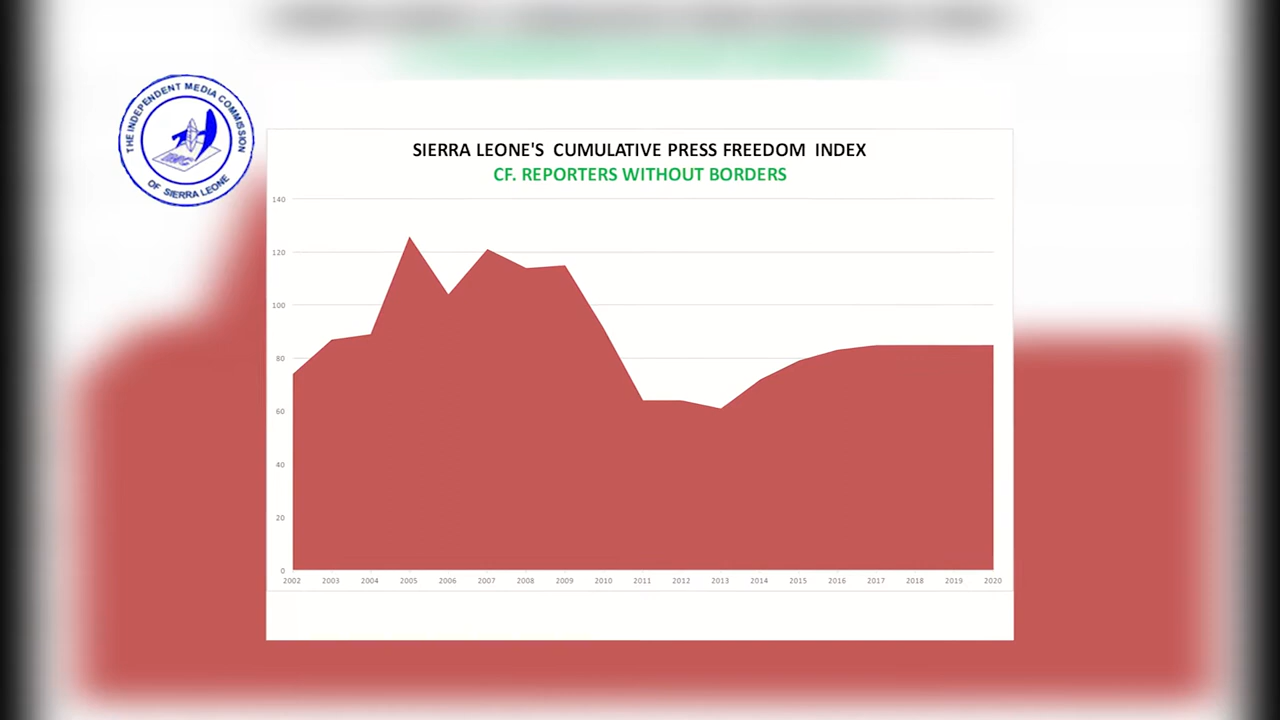 THE INDEPENDENT MEDIA COMMISSION
OF SIERRA LEONE
SIERRA LEONE'S CUMULATIVE PRESS FREEDOM INDEX
CF. REPORTERS WITHOUT BORDERS
140
120
100
80
60
40
20
0
2002 2003 2004 2005 2006 2007 2008 2009 2010 2011 2012 2013 2014 2015 2016 2017 2018 2019 2020